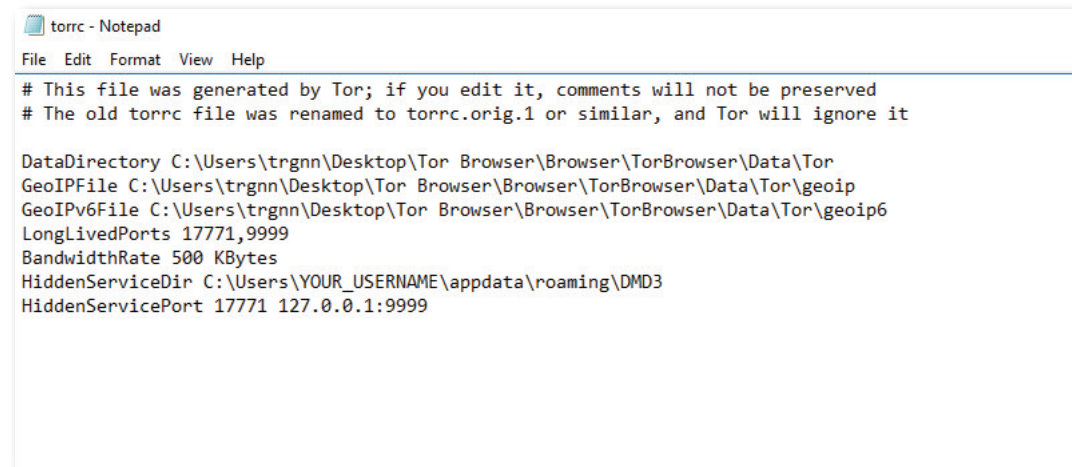 torrc - Notepad
File Edit Format View Help
# This file was generated by Tor; if you edit it, comments will not be preserved
# The old torrc file was renamed to torrc.orig.1 or similar, and Tor will ignore it
DataDirectory C:\Users\trgnn\Desktop\Tor Browser\Browser\TorBrowser\Data\Tor
GeoIPFile C:\Users\trgnn\Desktop\Tor Browser\Browser\TorBrowser\Data\Tor\geoip
GeoIPv6File C:\Users\trgnn\Desktop\Tor Browser\Browser\TorBrowser\Data\Tor\geoip6
LongLivedPorts 17771,9999
BandwidthRate 500 KBytes
HiddenServiceDir C:\Users\YOUR_USERNAME\appdata\roaming\DMD3
HiddenServicePort 17771 127.0.0.1:9999